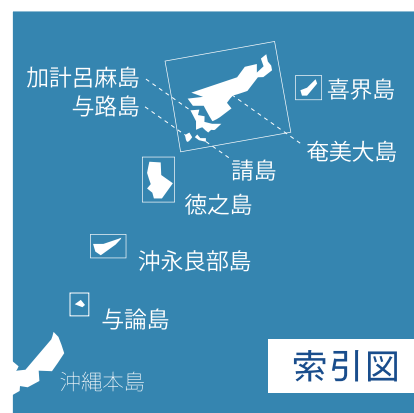 加計呂麻島
与路島
喜界島
奄美大島
請島
徳之島
沖永良部島
与論島
沖縄本島
索引図